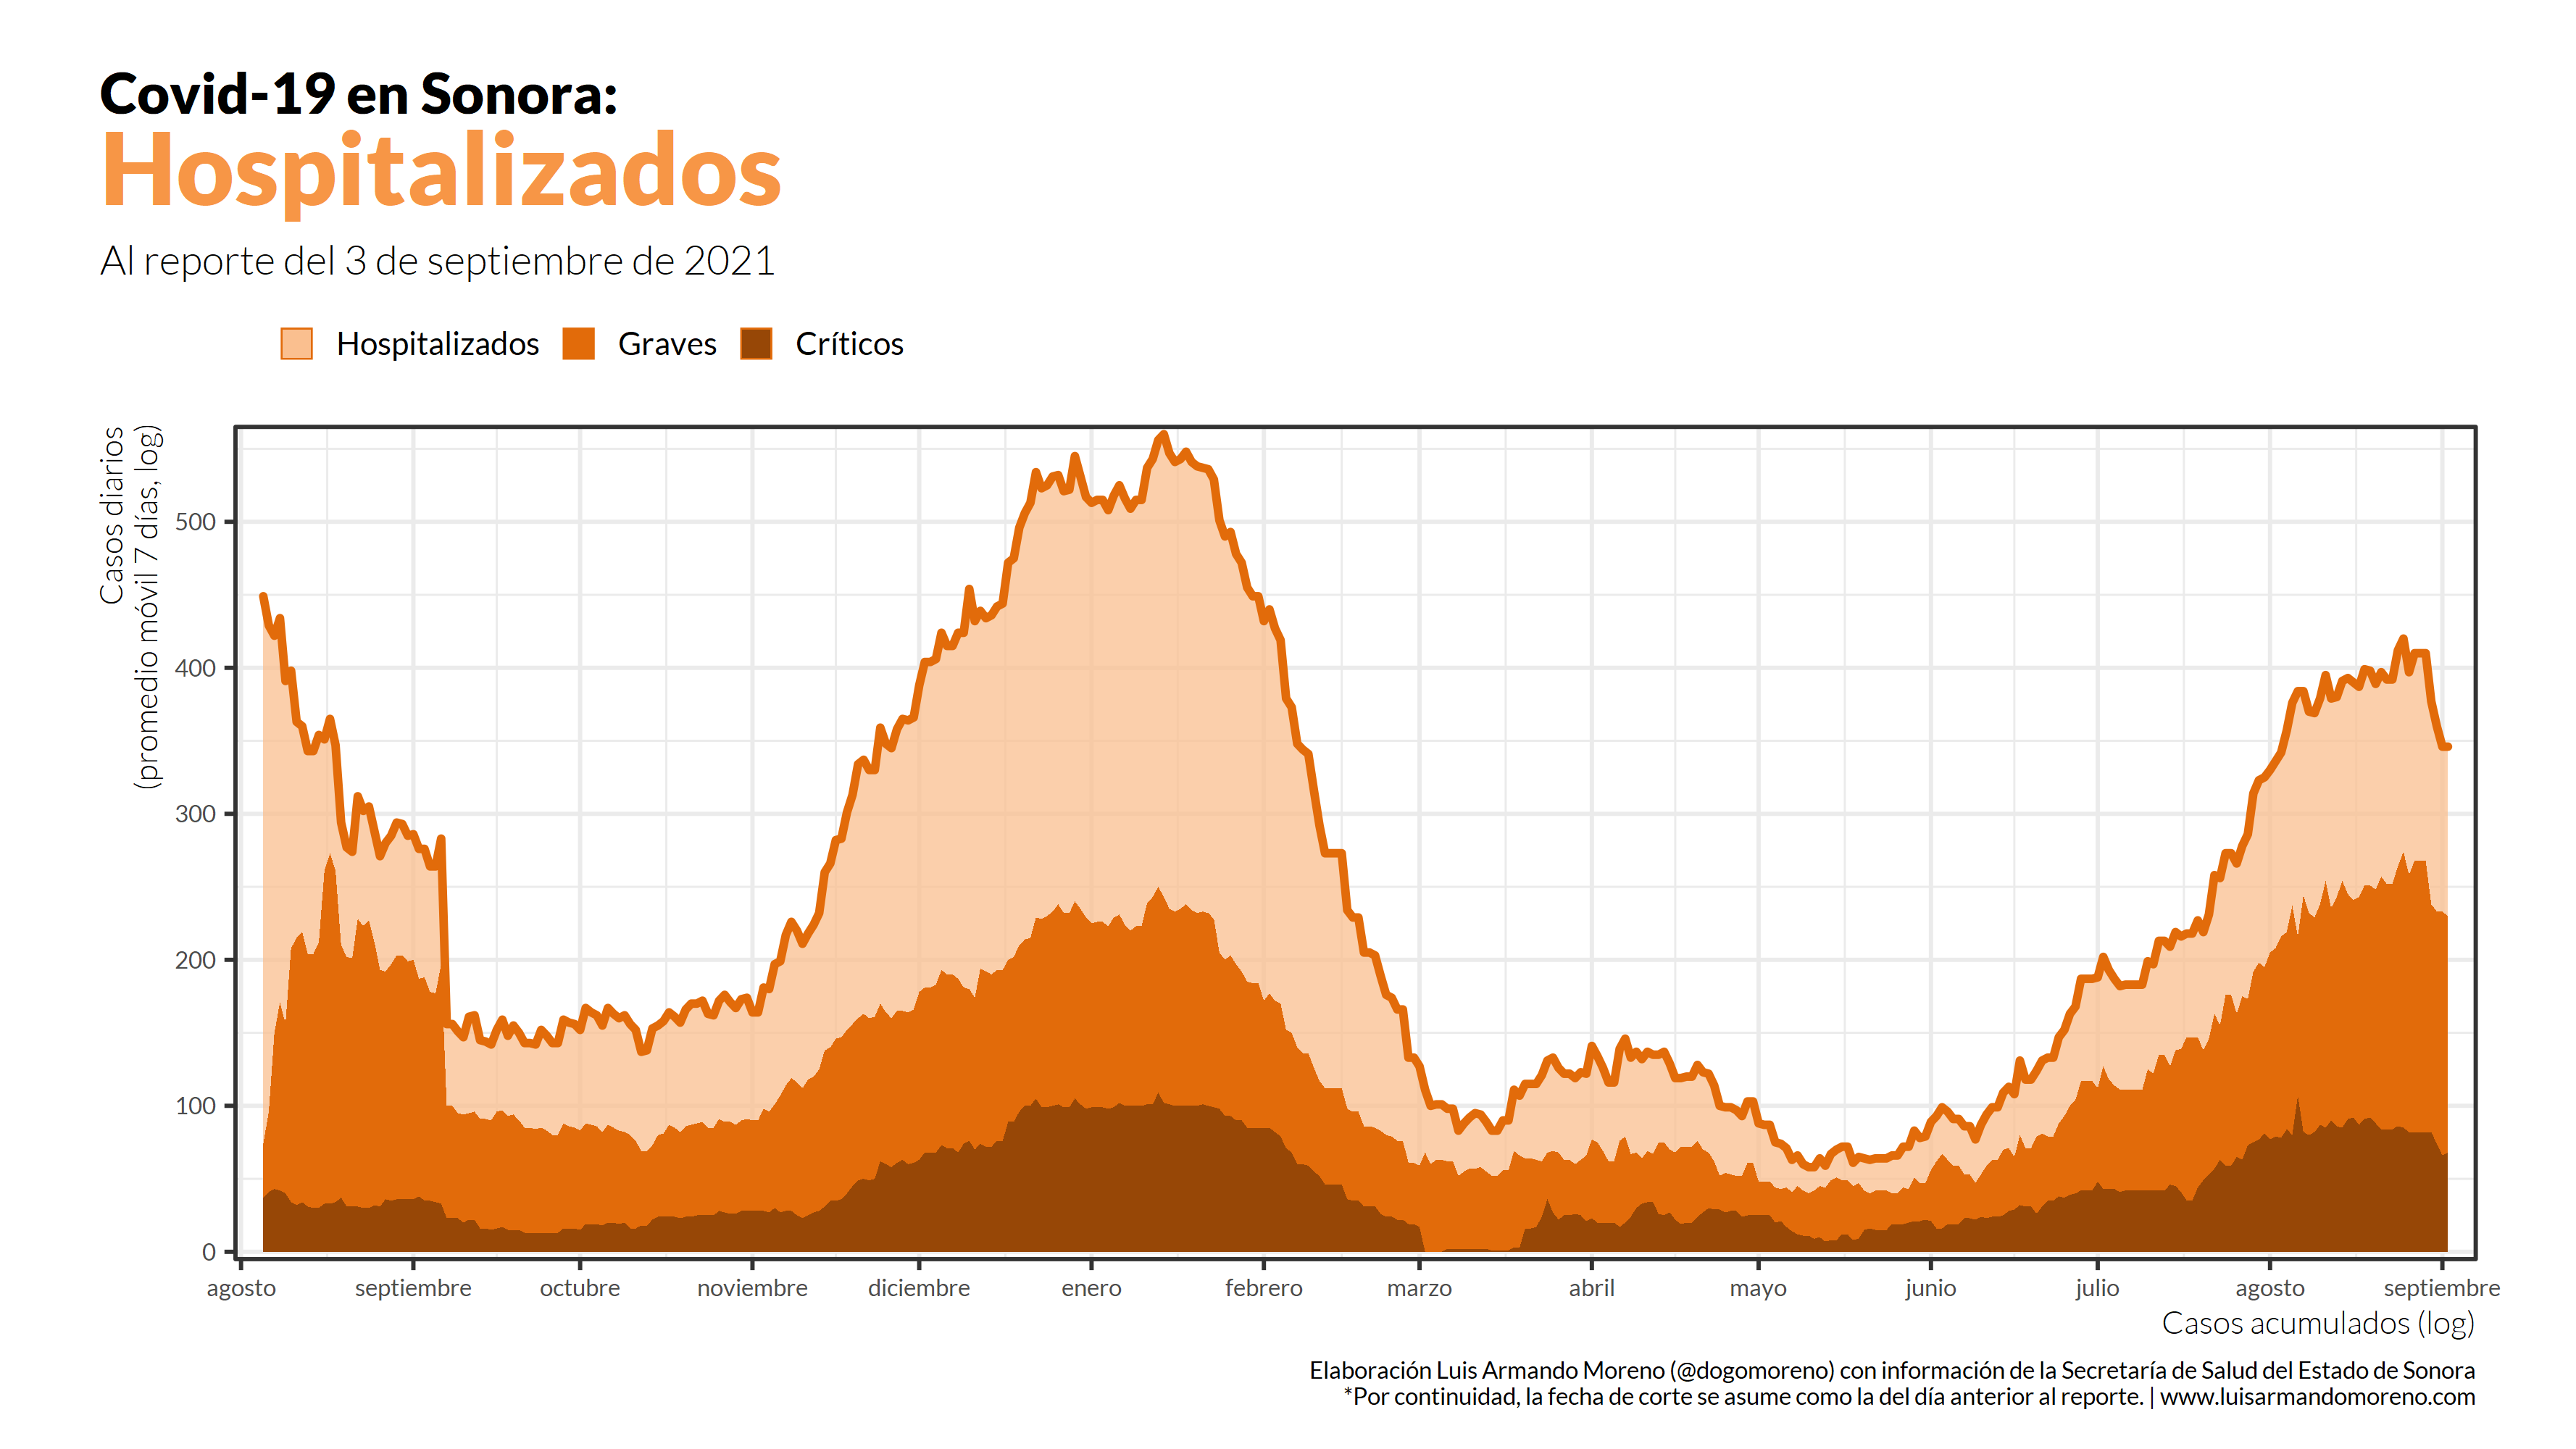 Covid-19 en Sonora:
Hospitalizados
Al reporte del 3 de septiembre de 2021
Hospitalizados Graves Críticos
Casos diarios
(promedio móvil 7 días, log)
500
400
300
200
100
0
agosto septiembre octubre noviembre diciembre enero febrero marzo abril mayo junio julio agosto septiembre
Casos acumulados (log)
Elaboración Luis Armando Moreno (@dogomoreno) con información de la Secretaría de Salud del Estado de Sonora
*Por continuidad, la fecha de corte se asume como la del día anterior al reporte. | www.luisarmandomoreno.com